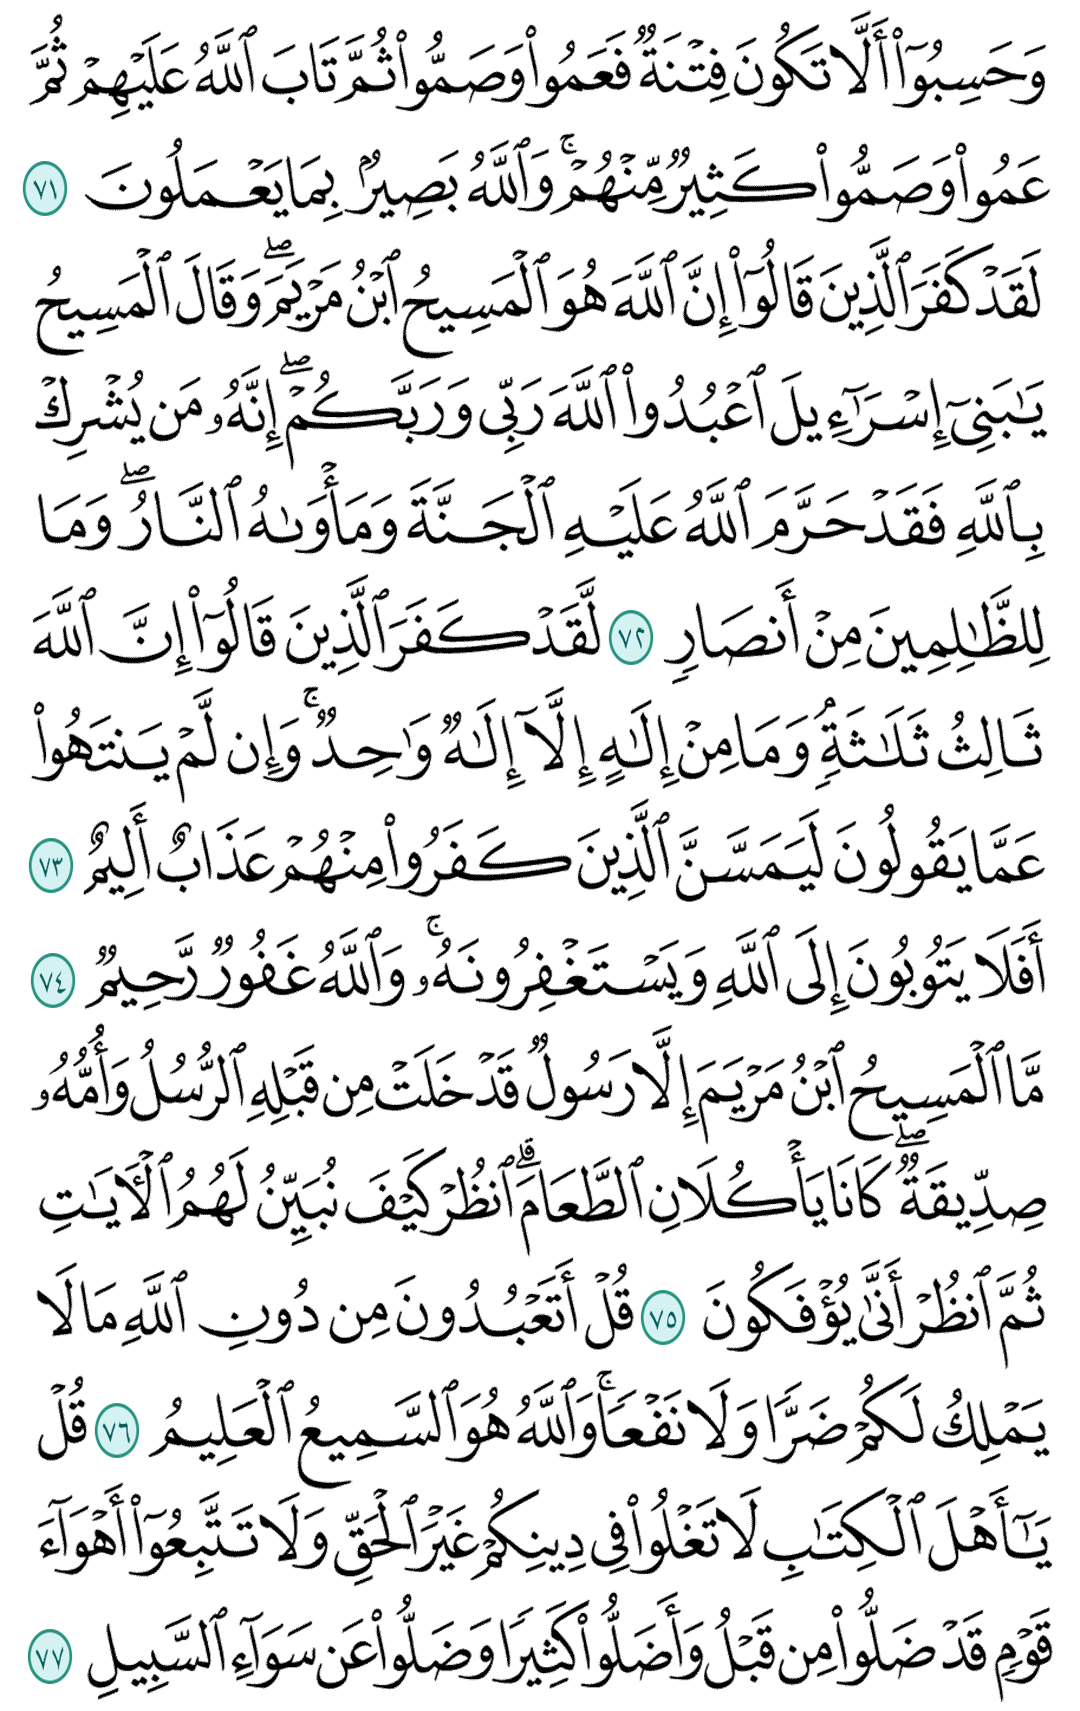 وَحَسِبُوٓا۟ أَلَّا تَكُونَ فِتْنَةٌ فَعَمُوا۟ وَصَمُّوا۟ ثُمَّ تَابَ ٱللَّهُ عَلَيْهِمْ ثُمَّ
عَمُوا۟ وَصَمُّوا۟ كَثِيرٌ مِّنْهُمْ ۚ وَٱللَّهُ بَصِيرٌۢ بِمَا يَعْمَلُونَ ٧١
لَقَدْ كَفَرَ ٱلَّذِينَ قَالُوٓا۟ إِنَّ ٱللَّهَ هُوَ ٱلْمَسِيحُ ٱبْنُ مَرْيَمَ ۖ وَقَالَ ٱلْمَسِيحُ
يَـٰبَنِىٓ إِسْرَٰٓءِيلَ ٱعْبُدُوا۟ ٱللَّهَ رَبِّى وَرَبَّكُمْ ۖ إِنَّهُۥ مَن يُشْرِكْ
بِٱللَّهِ فَقَدْ حَرَّمَ ٱللَّهُ عَلَيْهِ ٱلْجَنَّةَ وَمَأْوَىٰهُ ٱلنَّارُ ۖ وَمَا
لِلظَّـٰلِمِينَ مِنْ أَنصَارٍ ٧٢ لَّقَدْ كَفَرَ ٱلَّذِينَ قَالُوٓا۟ إِنَّ ٱللَّهَ
ثَالِثُ ثَلَـٰثَةٍۘ وَمَا مِنْ إِلَـٰهٍ إِلَّآ إِلَـٰهٌ وَٰحِدٌ ۚ وَإِن لَّمْ يَنتَهُوا۟
عَمَّا يَقُولُونَ لَيَمَسَّنَّ ٱلَّذِينَ كَفَرُوا۟ مِنْهُمْ عَذَابٌ أَلِيمٌ ٧٣
أَفَلَا يَتُوبُونَ إِلَى ٱللَّهِ وَيَسْتَغْفِرُونَهُۥ ۚ وَٱللَّهُ غَفُورٌ رَّحِيمٌ ٧٤
مَّا ٱلْمَسِيحُ ٱبْنُ مَرْيَمَ إِلَّا رَسُولٌ قَدْ خَلَتْ مِن قَبْلِهِ ٱلرُّسُلُ وَأُمُّهُۥ
صِدِّيقَةٌ ۖ كَانَا يَأْكُلَانِ ٱلطَّعَامَ ۗ ٱنظُرْ كَيْفَ نُبَيِّنُ لَهُمُ ٱلْـَٔايَـٰتِ
ثُمَّ ٱنظُرْ أَنَّىٰ يُؤْفَكُونَ ٧٥ قُلْ أَتَعْبُدُونَ مِن دُونِ ٱللَّهِ مَا لَا
يَمْلِكُ لَكُمْ ضَرًّا وَلَا نَفْعًا ۚ وَٱللَّهُ هُوَ ٱلسَّمِيعُ ٱلْعَلِيمُ ٧٦ قُلْ
يَـٰٓأَهْلَ ٱلْكِتَـٰبِ لَا تَغْلُوا۟ فِى دِينِكُمْ غَيْرَ ٱلْحَقِّ وَلَا تَتَّبِعُوٓا۟ أَهْوَآءَ
قَوْمٍ قَدْ ضَلُّوا۟ مِن قَبْلُ وَأَضَلُّوا۟ كَثِيرًا وَضَلُّوا۟ عَن سَوَآءِ ٱلسَّبِيلِ ٧٧